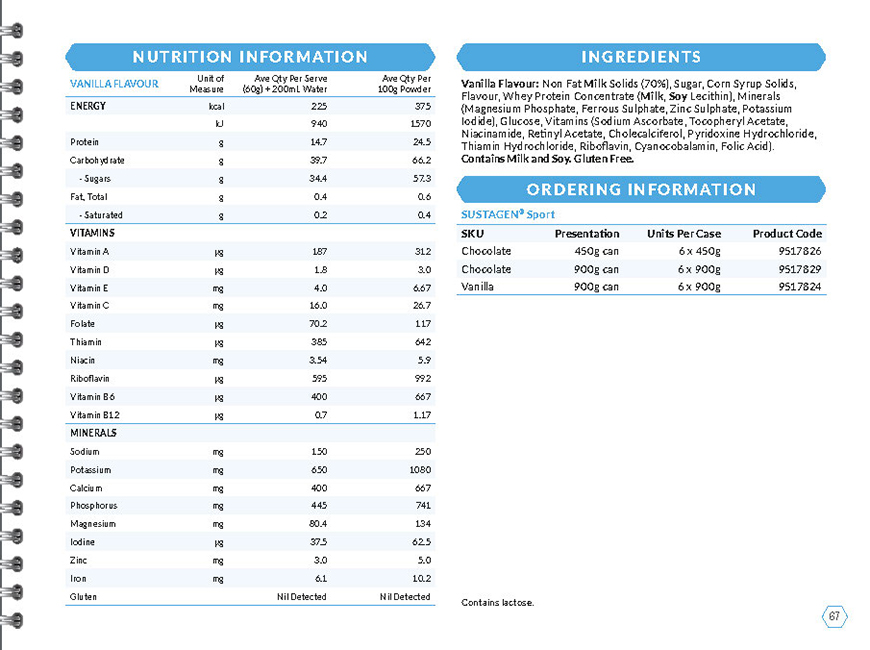 NUTRITION INFORMATION
VANILLA FLAVOUR Unit of Measure Ave Qty Per Serve (60g) + 200mL Water Ave Qty Per 100g Powder
ENERGY kcal 225 375
kJ 940 1570
Protein g 14.7 24.5
Carbohydrate g 39.7 66.2
- Sugars g 34.4 57.3
Fat, Total g 0.4 0.6
- Saturated g 0.2 0.4
VITAMINS
Vitamin A µg 187 312
Vitamin D µg 1.8 3.0
Vitamin E mg 4.0 6.67
Vitamin C mg 16.0 26.7
Folate µg 70.2 117
Thiamin µg 385 642
Niacin mg 3.54 5.9
Riboflavin µg 595 992
Vitamin B6 µg 400 667
Vitamin B12 µg 0.7 1.17
MINERALS
Sodium mg 150 250
Potassium mg 650 1080
Calcium mg 400 667
Phosphorus mg 445 741
Magnesium mg 80.4 134
Iodine µg 37.5 62.5
Zinc mg 3.0 5.0
Iron mg 6.1 10.2
Gluten Nil Detected Nil Detected
INGREDIENTS
Vanilla Flavour: Non Fat Milk Solids (70%), Sugar, Corn Syrup Solids,
Flavour, Whey Protein Concentrate (Milk, Soy Lecithin), Minerals
(Magnesium Phosphate, Ferrous Sulphate, Zinc Sulphate, Potassium
Iodide), Glucose, Vitamins (Sodium Ascorbate, Tocopheryl Acetate,
Niacinamide, Retinyl Acetate, Cholecalciferol, Pyridoxine Hydrochloride,
Thiamin Hydrochloride, Riboflavin, Cyanocobalamin, Folic Acid).
Contains Milk and Soy. Gluten Free.
ORDERING INFORMATION
SUSTAGEN® Sport
SKU Presentation Units Per Case Product Code
Chocolate 450g can 6 x 450g 9517826
Chocolate 900g can 6 x 900g 9517829
Vanilla 900g can 6 x 900g 9517824
Contains lactose.
67